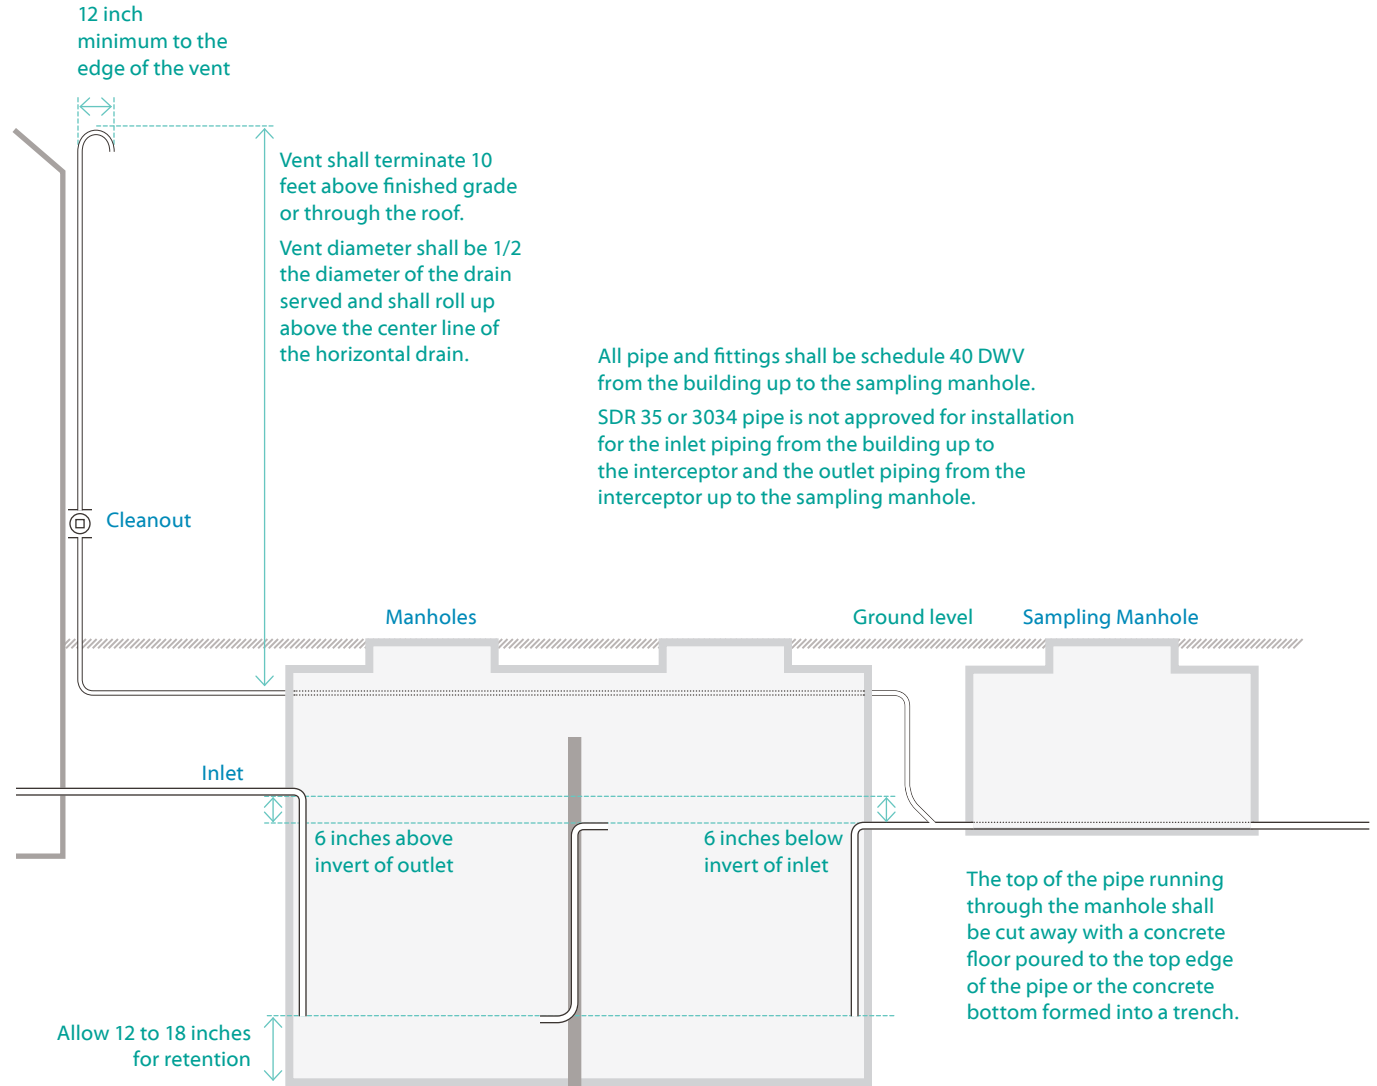 12 inch
minimum to the
edge of the vent
Vent shall terminate 10
feet above finished grade
or through the roof.
Vent diameter shall be 1/2
the diameter of the drain
served and shall roll up
above the center line of
the horizontal drain.
All pipe and fittings shall be schedule 40 DWV
from the building up to the sampling manhole.
SDR 35 or 3034 pipe is not approved for installation
for the inlet piping from the building up to
the interceptor and the outlet piping from the
interceptor up to the sampling manhole.
Cleanout
Manholes
Ground level
Sampling Manhole
Inlet
6 inches above
invert of outlet
6 inches below
invert of inlet
The top of the pipe running
through the manhole shall
be cut away with a concrete
floor poured to the top edge
of the pipe or the concrete
bottom formed into a trench.
Allow 12 to 18 inches
for retention